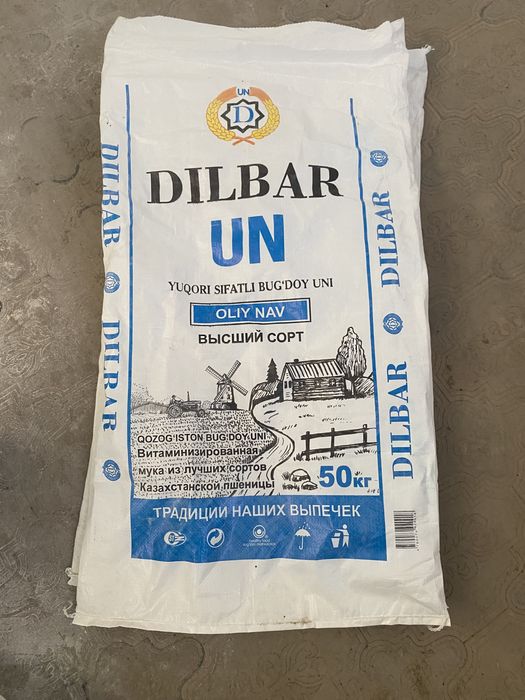 UN
D
DILBAR
UN
YUQORI SIFATLI BUG'DOY UNI
OLIY NAV
ВЫСШИЙ СОРТ
QOZOG'ISTON BUG'DOY UNI
Витаминизированная
мука из лучших сортов
Казахстанской пшеницы
50кг
ТРАДИЦИИ НАШИХ ВЫПЕЧЕК
DILBAR
DILBAR
DILBAR
DILBAR